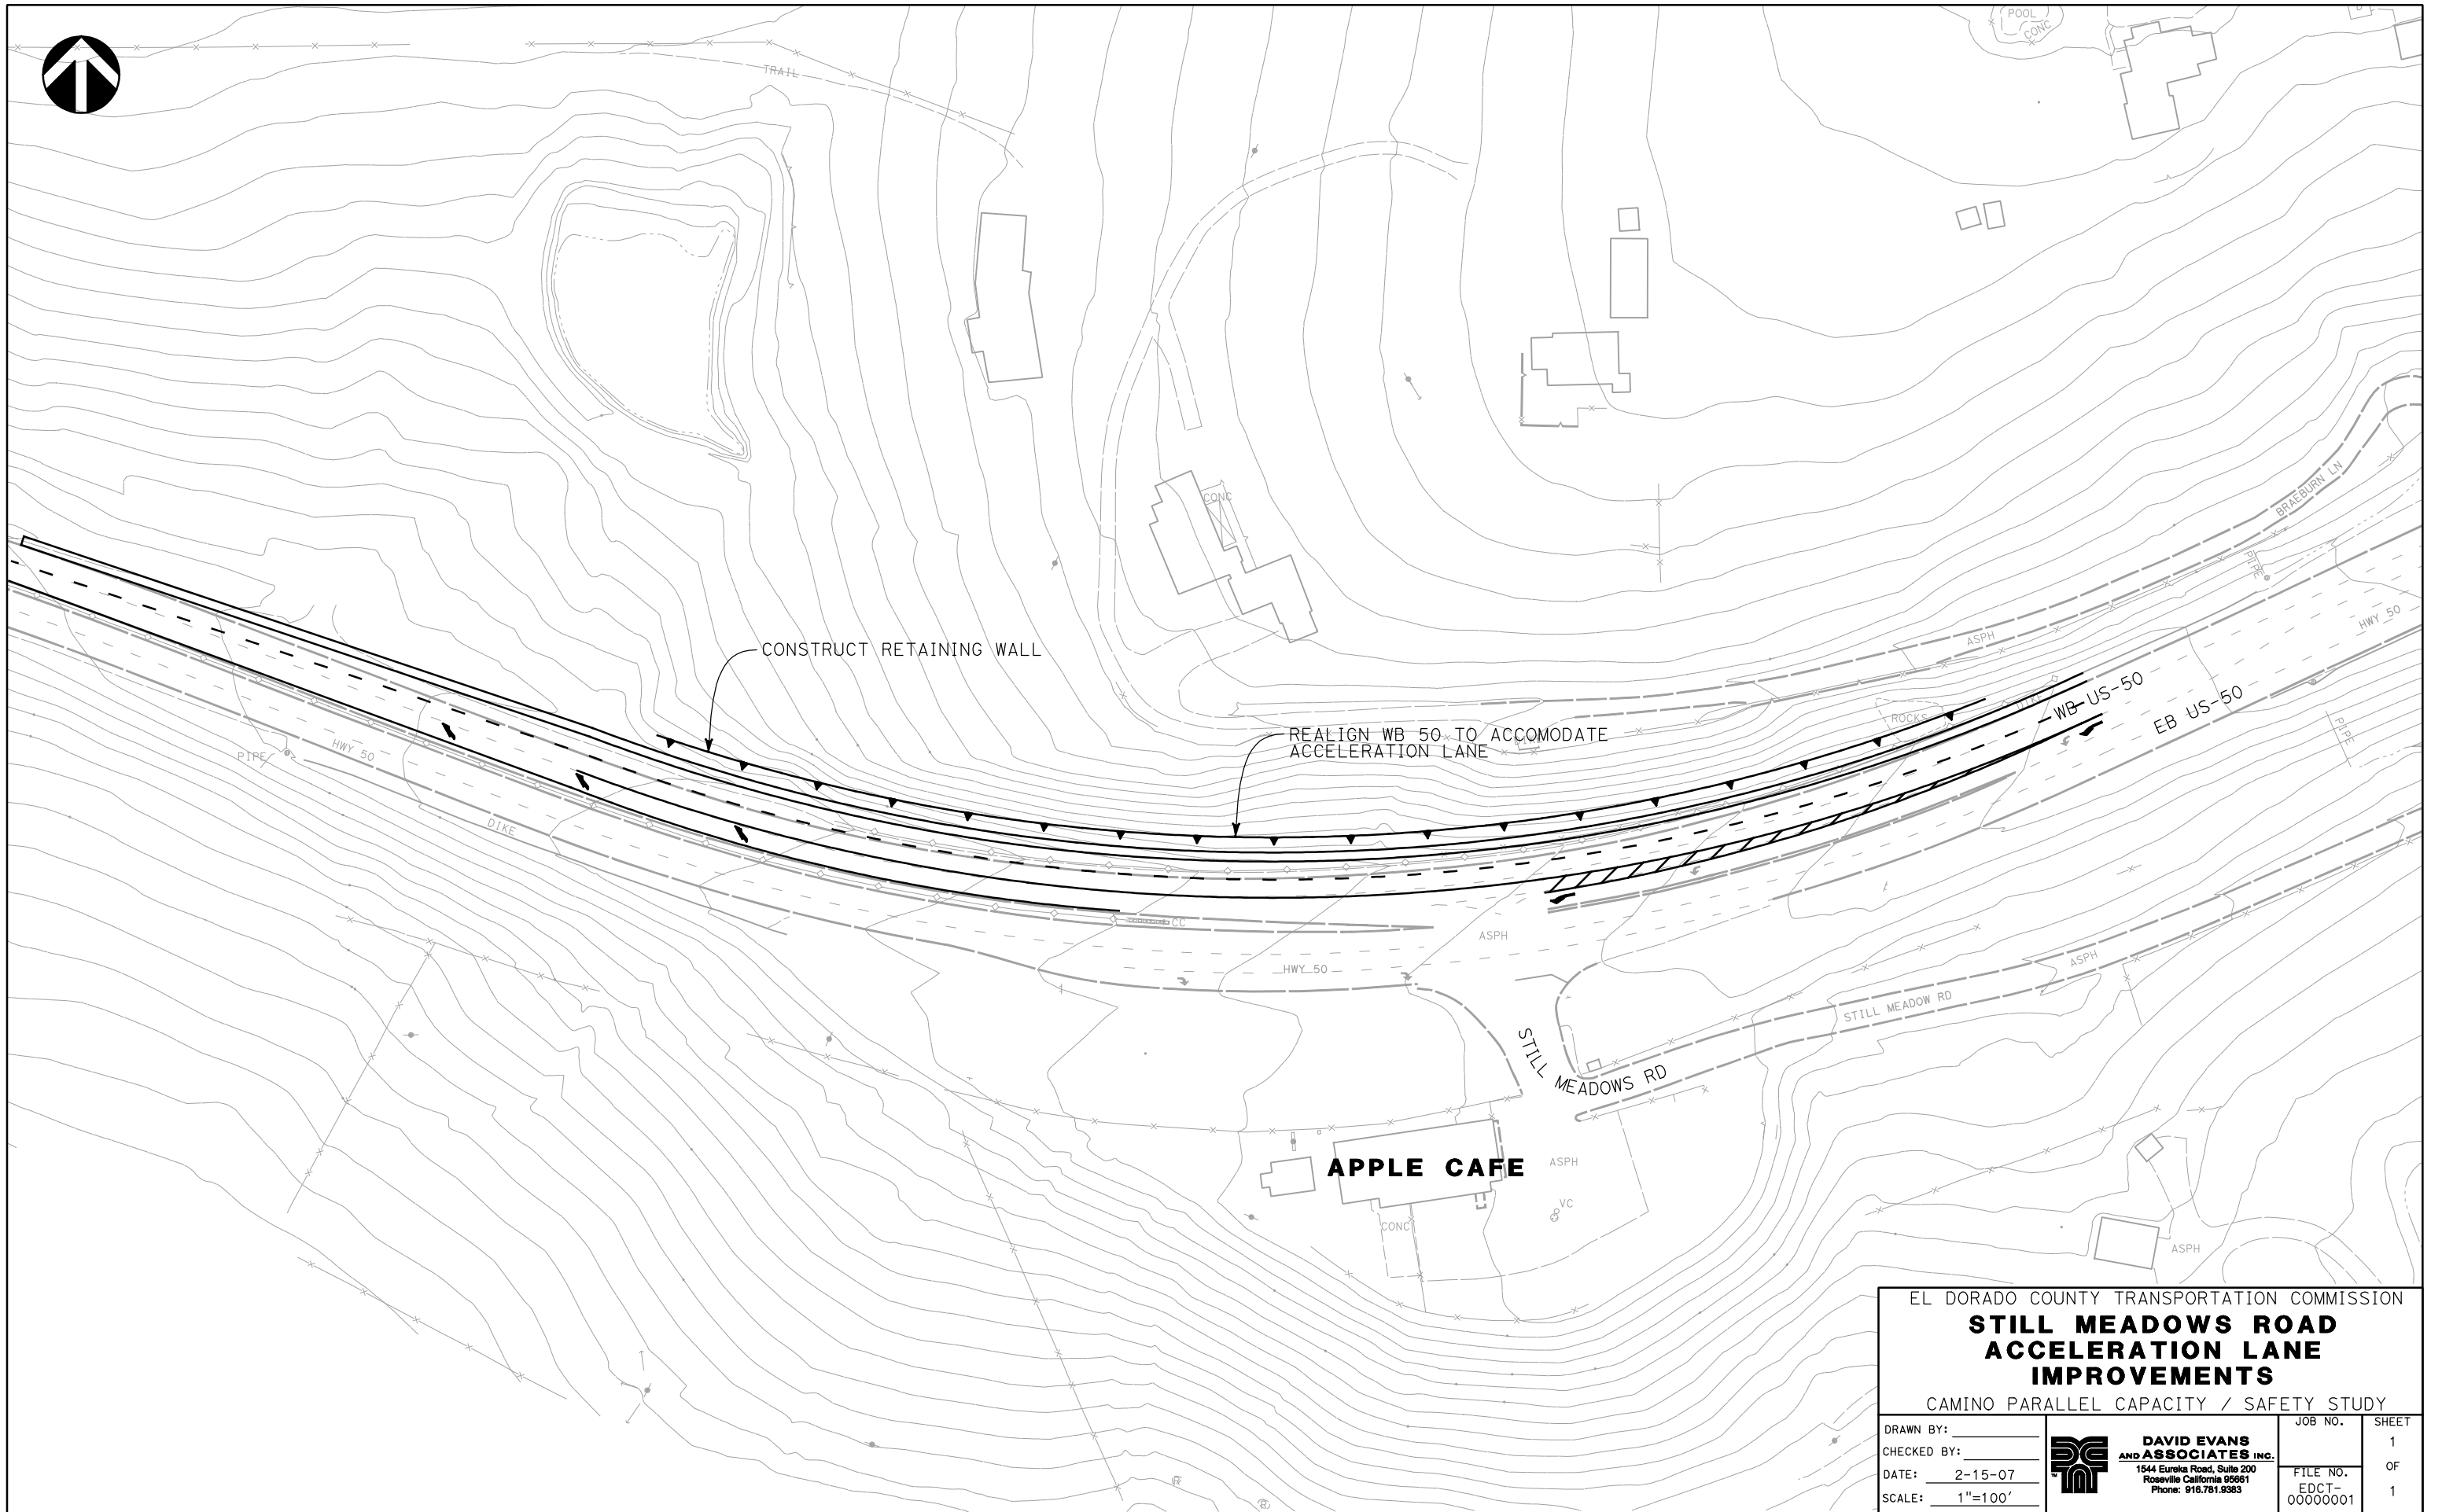 POOL
CONC
TRAIL
CONC
BRAEBURN LN
PIPE
ASPH
HWY 50
CONSTRUCT RETAINING WALL
WB US-50
EB US-50
ROCKS
REALIGN WB 50 TO ACCOMODATE
ACCELERATION LANE
PIPE
HWY 50
PIPE
DIKE
CC
ASPH
HWY 50
ASPH
STILL MEADOW RD
STILL MEADOWS RD
APPLE CAFE
ASPH
VC
CONC
ASPH
EL DORADO COUNTY TRANSPORTATION COMMISSION
STILL MEADOWS ROAD
ACCELERATION LANE
IMPROVEMENTS
CAMINO PARALLEL CAPACITY / SAFETY STUDY
DRAWN BY:
CHECKED BY:
DATE: 2-15-07
SCALE: 1"=100'
DAVID EVANS
AND ASSOCIATES INC.
1544 Eureka Road, Suite 200
Roseville California 95661
Phone: 916.781.9383
JOB NO.
FILE NO.
EDCT-
00000001
SHEET
1
OF
1